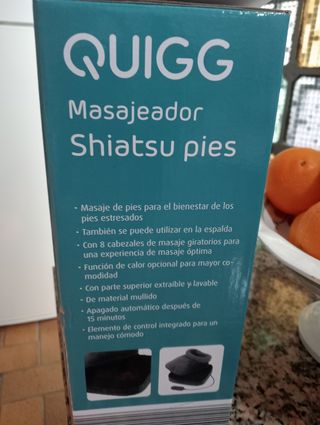 QUIGG
Masajeador
Shiatsu pies
• Masaje de pies para el bienestar de los
pies estresados
• También se puede utilizar en la espalda
• Con 8 cabezales de masaje giratorios para
una experiencia de masaje óptima
• Función de calor opcional para mayor co-
modidad
• Con parte superior extraíble y lavable
• De material mullido
• Apagado automático después de
15 minutos
• Elemento de control integrado para un
manejo cómodo